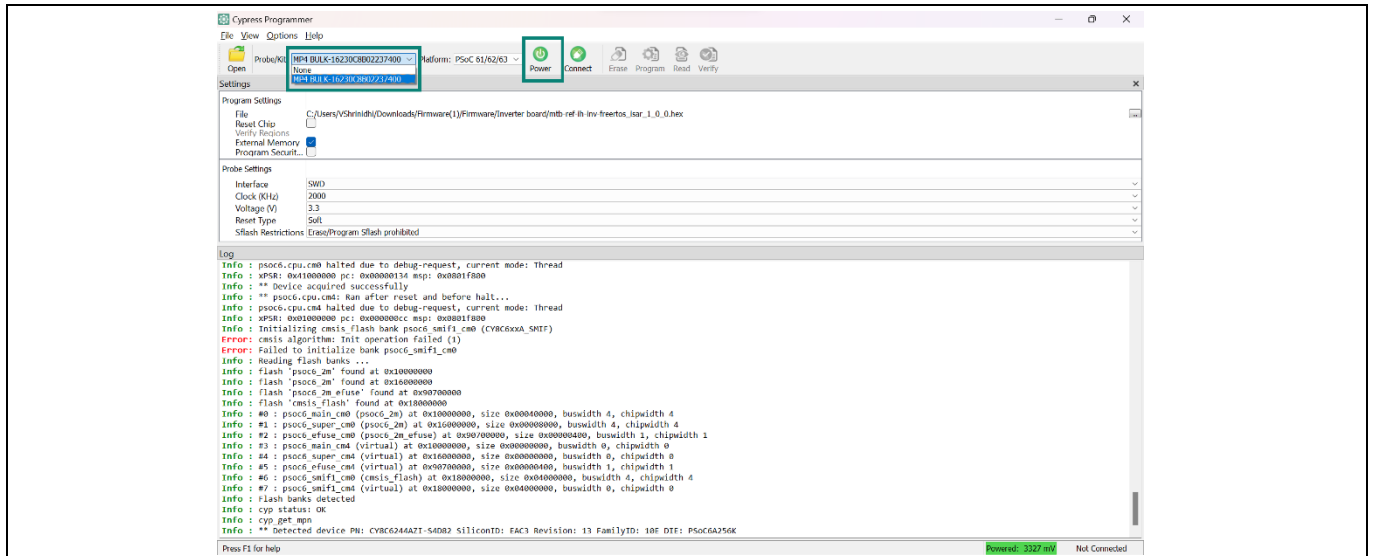 Cypress Programmer
File View Options Help
Open Probe/Kit: MP4 BULK-16230C8B02237400 Platform: PSoC 61/62/63 Power Connect Erase Program Read Verify
None
MP4 BULK-16230C8B02237400
Settings
Program Settings
File C:/Users/VShrinidhi/Downloads/Firmware(1)/Firmware/Inverter board/mtb-ref-ih-inv-freertos_isar_1_0_0.hex
Reset Chip
Verify Regions
External Memory
Program Securit...
Probe Settings
Interface SWD
Clock (KHz) 2000
Voltage (V) 3.3
Reset Type Soft
Sflash Restrictions Erase/Program Sflash prohibited
Log
Info : psoc6.cpu.cm0 halted due to debug-request, current mode: Thread
Info : xPSR: 0x41000000 pc: 0x00000134 msp: 0x0801f800
Info : ** Device acquired successfully
Info : ** psoc6.cpu.cm4: Ran after reset and before halt...
Info : psoc6.cpu.cm4 halted due to debug-request, current mode: Thread
Info : xPSR: 0x01000000 pc: 0x000000cc msp: 0x0801f800
Info : Initializing cmsis_flash bank psoc6_smif1_cm0 (CY8C6xxA_SMIF)
Error: cmsis algorithm: Init operation failed (1)
Error: Failed to initialize bank psoc6_smif1_cm0
Info : Reading flash banks ...
Info : flash 'psoc6_2m' found at 0x10000000
Info : flash 'psoc6_2m' found at 0x16000000
Info : flash 'psoc6_2m_efuse' found at 0x90700000
Info : flash 'cmsis_flash' found at 0x18000000
Info : #0 : psoc6_main_cm0 (psoc6_2m) at 0x10000000, size 0x00040000, buswidth 4, chipwidth 4
Info : #1 : psoc6_super_cm0 (psoc6_2m) at 0x16000000, size 0x00008000, buswidth 4, chipwidth 4
Info : #2 : psoc6_efuse_cm0 (psoc6_2m_efuse) at 0x90700000, size 0x00000400, buswidth 1, chipwidth 1
Info : #3 : psoc6_main_cm4 (virtual) at 0x10000000, size 0x00000000, buswidth 0, chipwidth 0
Info : #4 : psoc6_super_cm4 (virtual) at 0x16000000, size 0x00000000, buswidth 0, chipwidth 0
Info : #5 : psoc6_efuse_cm4 (virtual) at 0x90700000, size 0x00000400, buswidth 1, chipwidth 1
Info : #6 : psoc6_smif1_cm0 (cmsis_flash) at 0x18000000, size 0x04000000, buswidth 4, chipwidth 4
Info : #7 : psoc6_smif1_cm4 (virtual) at 0x18000000, size 0x04000000, buswidth 0, chipwidth 0
Info : Flash banks detected
Info : cyp status: OK
Info : cyp_get_mpn
Info : ** Detected device PN: CY8C6244AZI-S4D82 SiliconID: EAC3 Revision: 13 FamilyID: 10E DIE: PSoC6A256K
Press F1 for help Powered: 3327 mV Not Connected